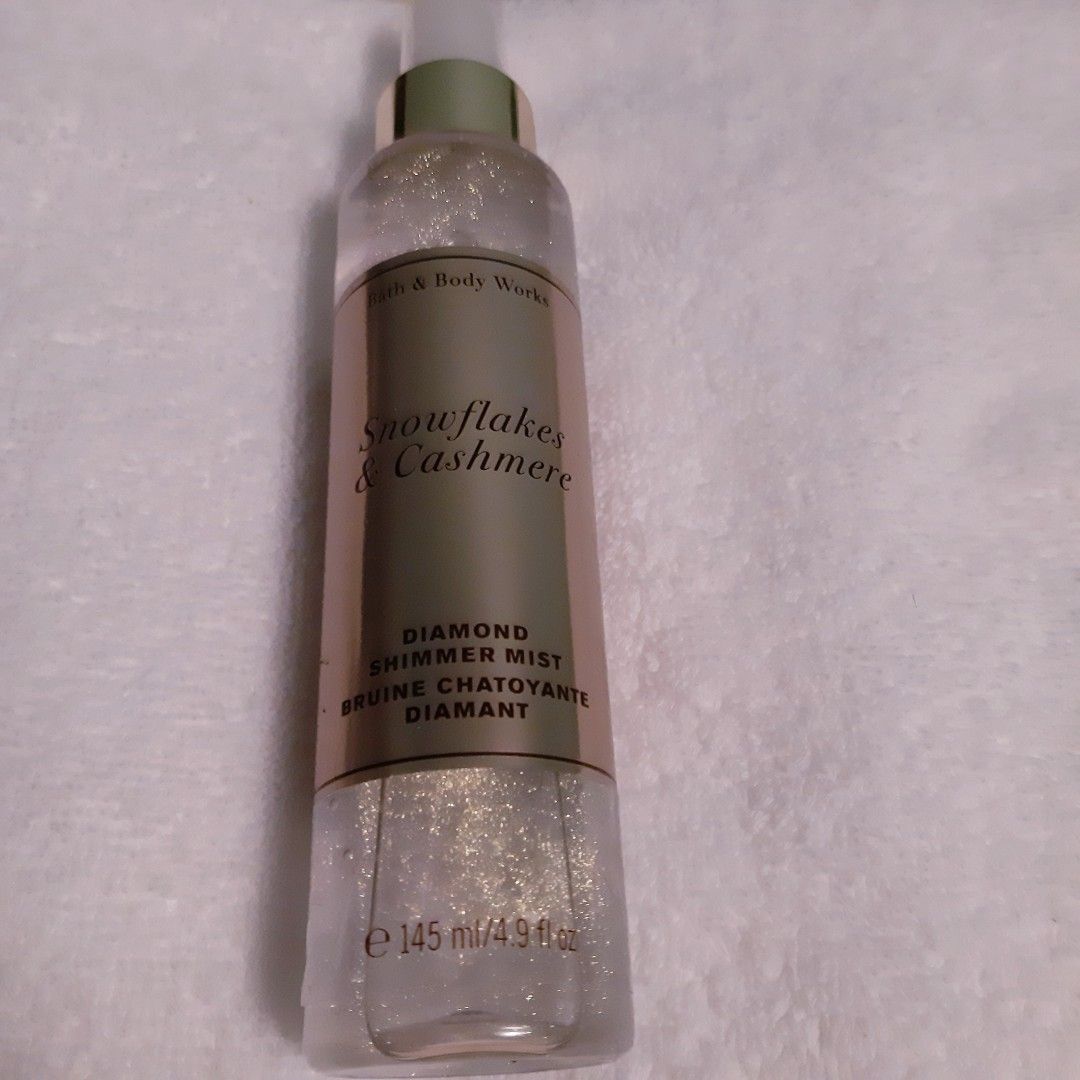 Bath & Body Works
Snowflakes
& Cashmere
DIAMOND
SHIMMER MIST
BRUINE CHATOYANTE
DIAMANT
℮ 145 ml/4.9 fl oz